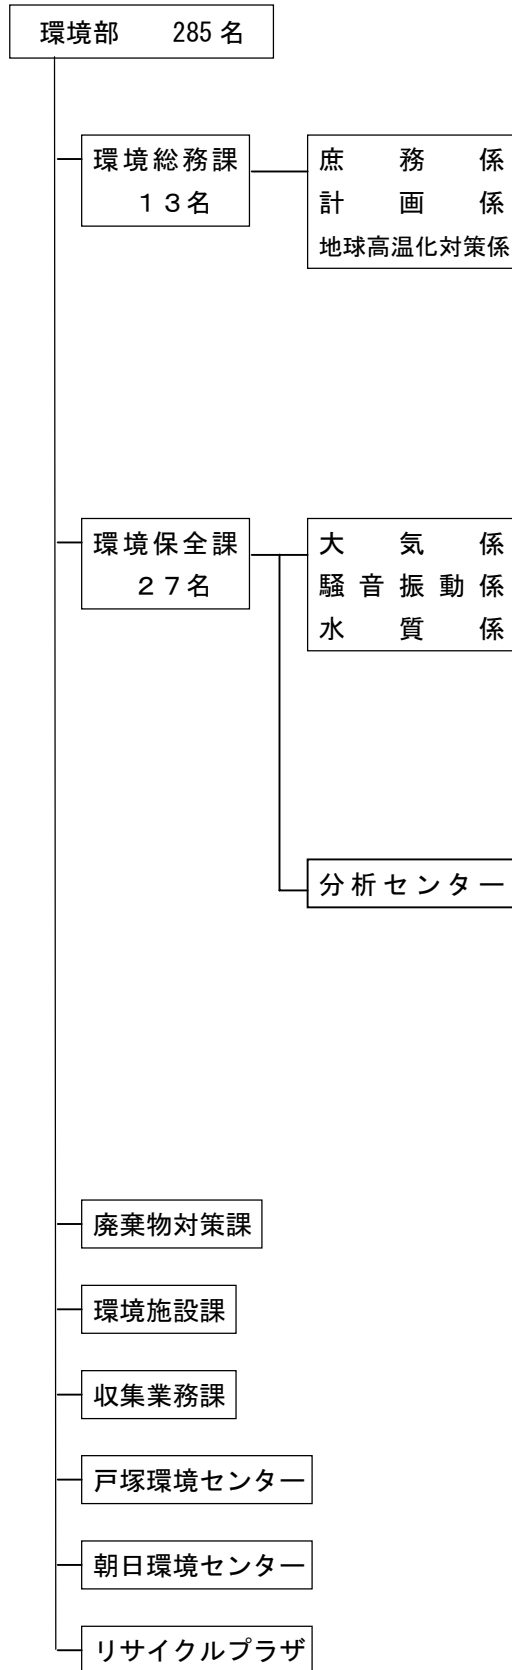 環境部 285 名
環境総務課
１３名
庶務係
計画係
地球高温化対策係
環境保全課
２７名
大気係
騒音振動係
水質係
分析センター
廃棄物対策課
環境施設課
収集業務課
戸塚環境センター
朝日環境センター
リサイクルプラザ